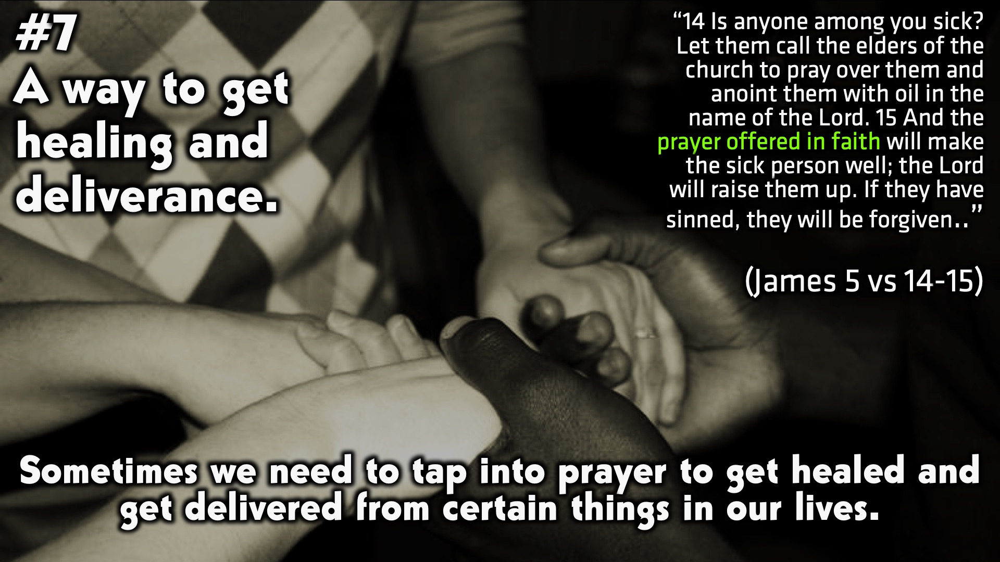 #7
A way to get
healing and
deliverance.
“14 Is anyone among you sick?
Let them call the elders of the
church to pray over them and
anoint them with oil in the
name of the Lord. 15 And the
prayer offered in faith will make
the sick person well; the Lord
will raise them up. If they have
sinned, they will be forgiven..”
(James 5 vs 14-15)
Sometimes we need to tap into prayer to get healed and
get delivered from certain things in our lives.